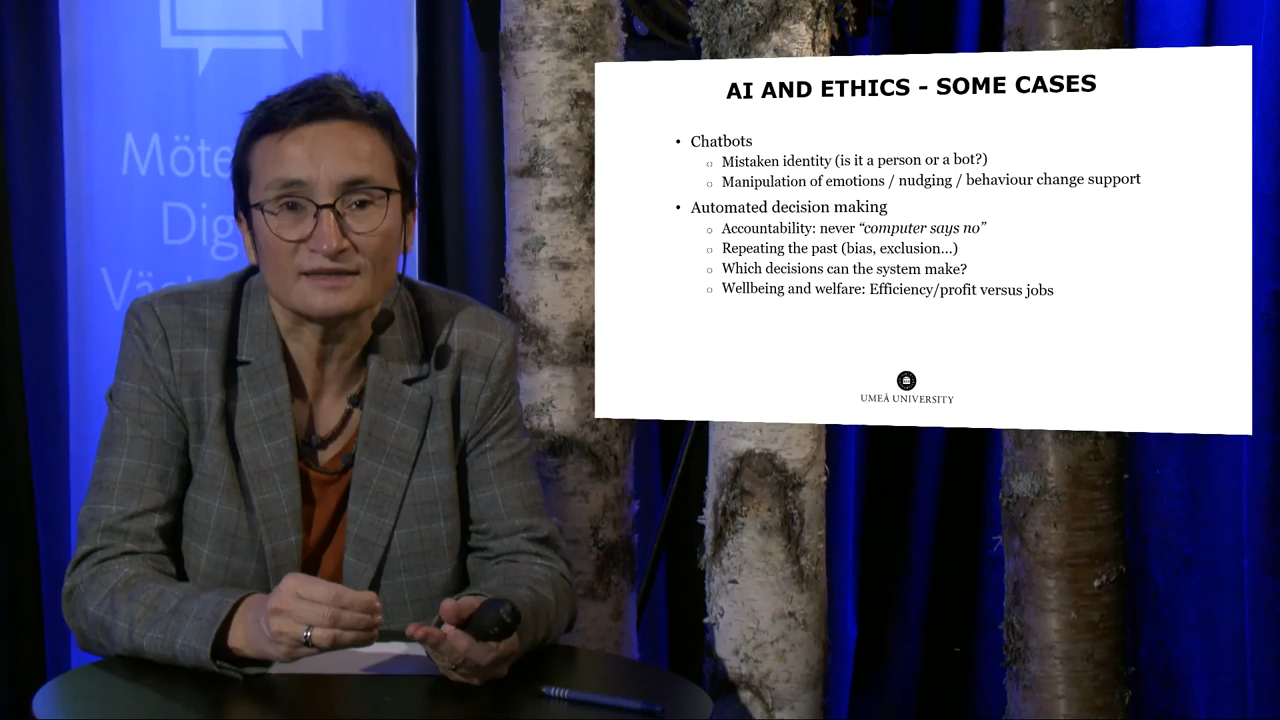 Möte
Dig
Väst
AI AND ETHICS - SOME CASES
• Chatbots
○ Mistaken identity (is it a person or a bot?)
○ Manipulation of emotions / nudging / behaviour change support
• Automated decision making
○ Accountability: never “computer says no”
○ Repeating the past (bias, exclusion...)
○ Which decisions can the system make?
○ Wellbeing and welfare: Efficiency/profit versus jobs
UMEÅ UNIVERSITY